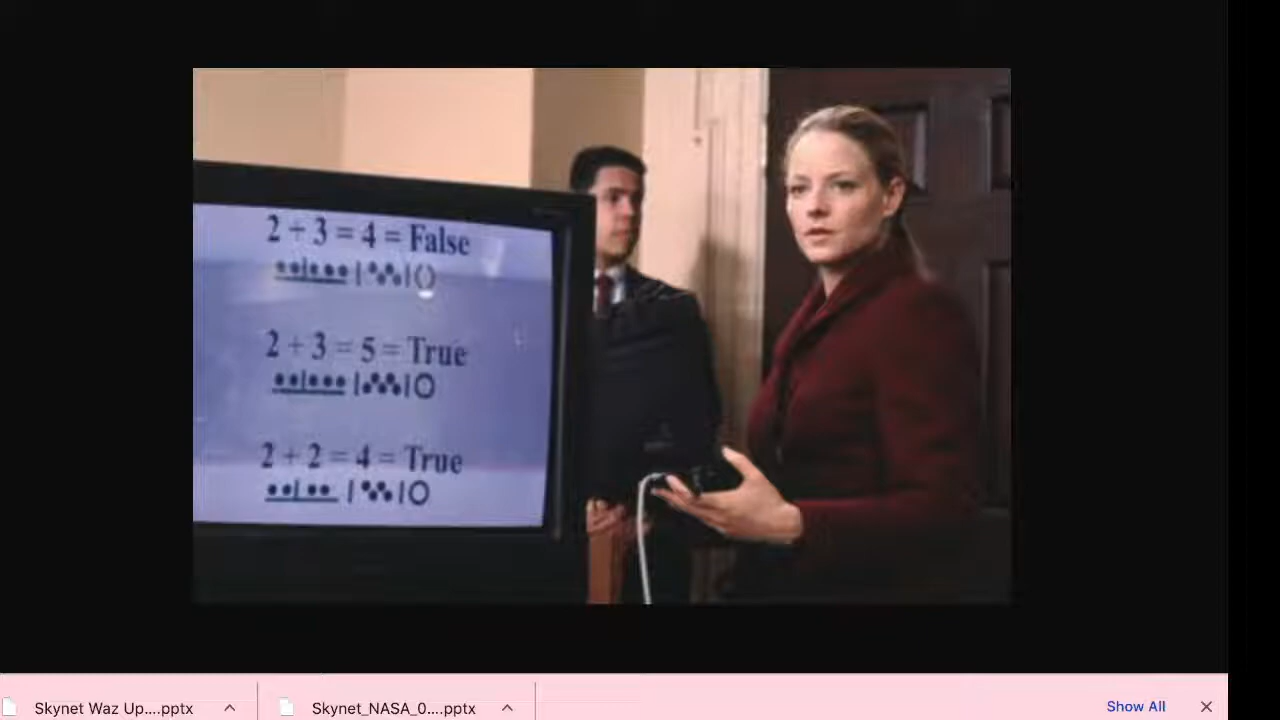 2 + 3 = 4 = False
2 + 3 = 5 = True
2 + 2 = 4 = True
Skynet Waz Up....pptx
Skynet_NASA_0....pptx
Show All